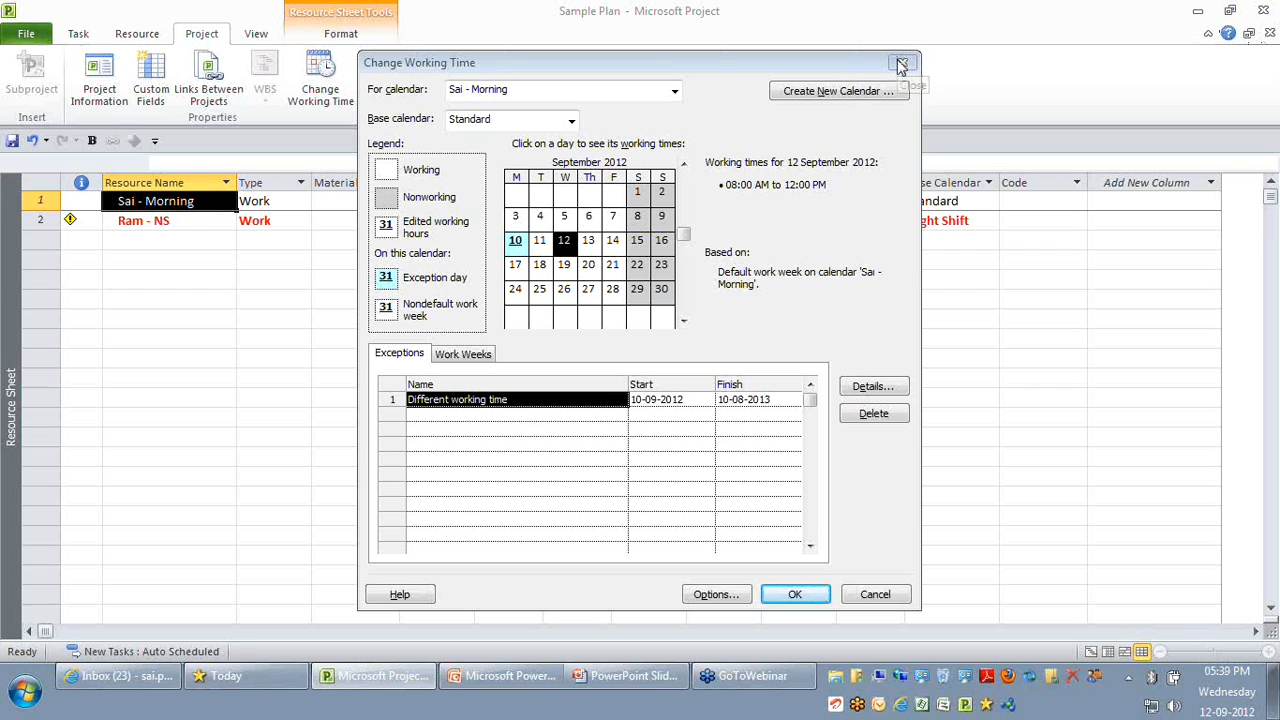 Resource Sheet Tools
Sample Plan - Microsoft Project
File Task Resource Project View Format
Subproject
Project Information
Custom Fields
Links Between Projects
WBS
Change Working Time
Insert
Properties
Resource Name Type Material
se Calendar Code Add New Column
1 Sai - Morning Work
andard
2 Ram - NS Work
ght Shift
Resource Sheet
Change Working Time
Close
For calendar: Sai - Morning
Create New Calendar ...
Base calendar: Standard
Legend:
Working
Nonworking
31 Edited working hours
On this calendar:
31 Exception day
31 Nondefault work week
Click on a day to see its working times:
September 2012
M T W Th F S S
1 2
3 4 5 6 7 8 9
10 11 12 13 14 15 16
17 18 19 20 21 22 23
24 25 26 27 28 29 30
Working times for 12 September 2012:
• 08:00 AM to 12:00 PM
Based on:
Default work week on calendar 'Sai -
Morning'.
Exceptions Work Weeks
Name Start Finish
1 Different working time 10-09-2012 10-08-2013
Details...
Delete
Help Options... OK Cancel
Ready New Tasks : Auto Scheduled
Inbox (23) - sai.p... Today Microsoft Projec... Microsoft Power... PowerPoint Slid... GoToWebinar
05:39 PM
Wednesday
12-09-2012